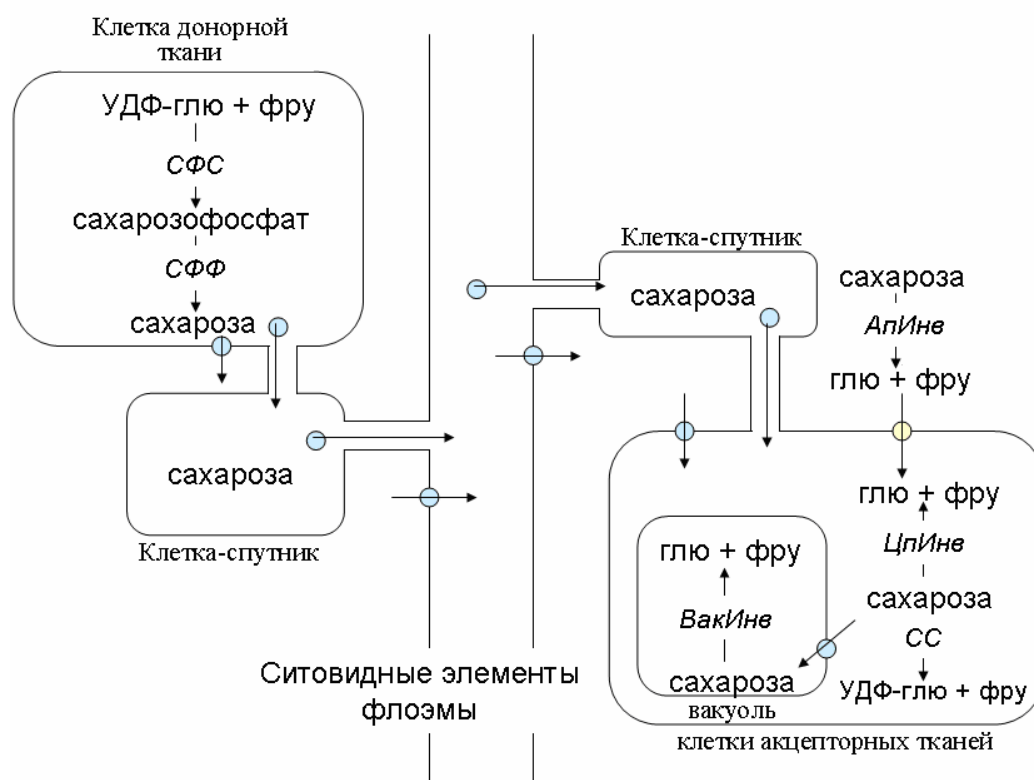 Клетка донорной
ткани
УДФ-глю + фру
СФС
сахарозофосфат
СФФ
сахароза
сахароза
Клетка-спутник
Ситовидные элементы
флоэмы
Клетка-спутник
сахароза
сахароза
АпИнв
глю + фру
глю + фру
ЦпИнв
сахароза
СС
УДФ-глю + фру
глю + фру
ВакИнв
сахароза
вакуоль
клетки акцепторных тканей